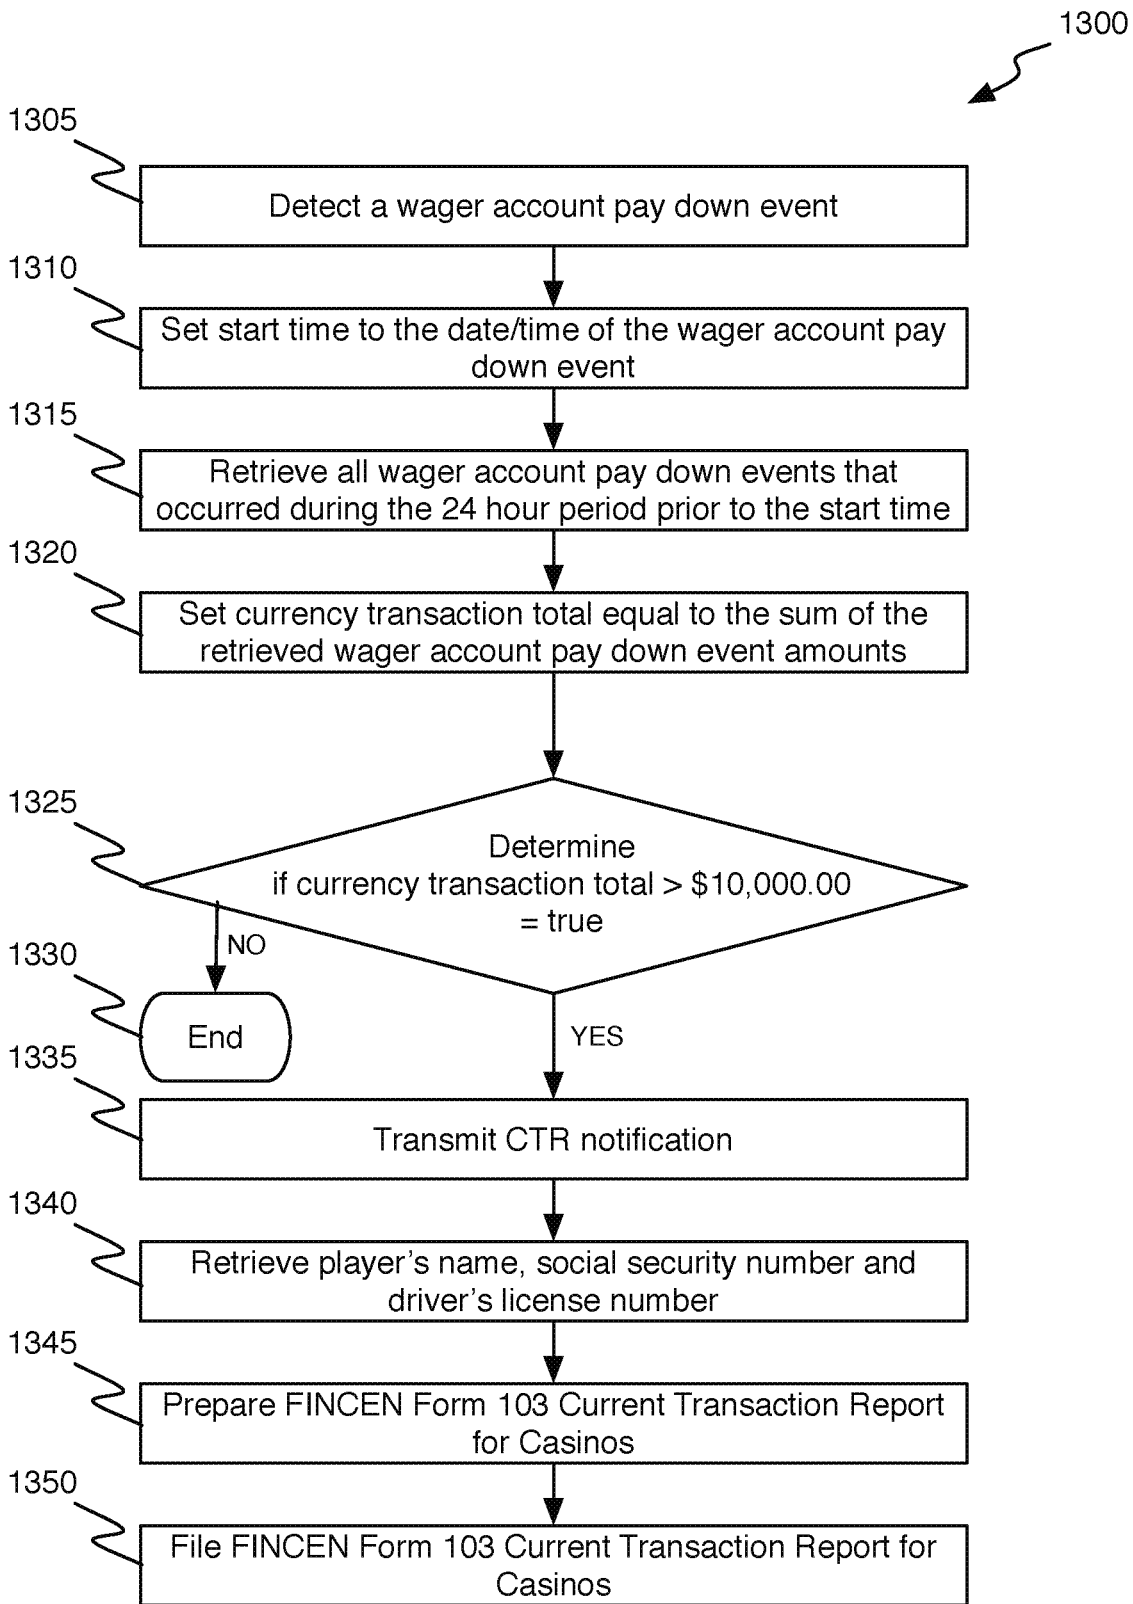 1300
1305
Detect a wager account pay down event
1310
Set start time to the date/time of the wager account pay
down event
1315
Retrieve all wager account pay down events that
occurred during the 24 hour period prior to the start time
1320
Set currency transaction total equal to the sum of the
retrieved wager account pay down event amounts
1325
Determine
if currency transaction total > $10,000.00
= true
NO
1330
End
YES
1335
Transmit CTR notification
1340
Retrieve player's name, social security number and
driver's license number
1345
Prepare FINCEN Form 103 Current Transaction Report
for Casinos
1350
File FINCEN Form 103 Current Transaction Report for
Casinos